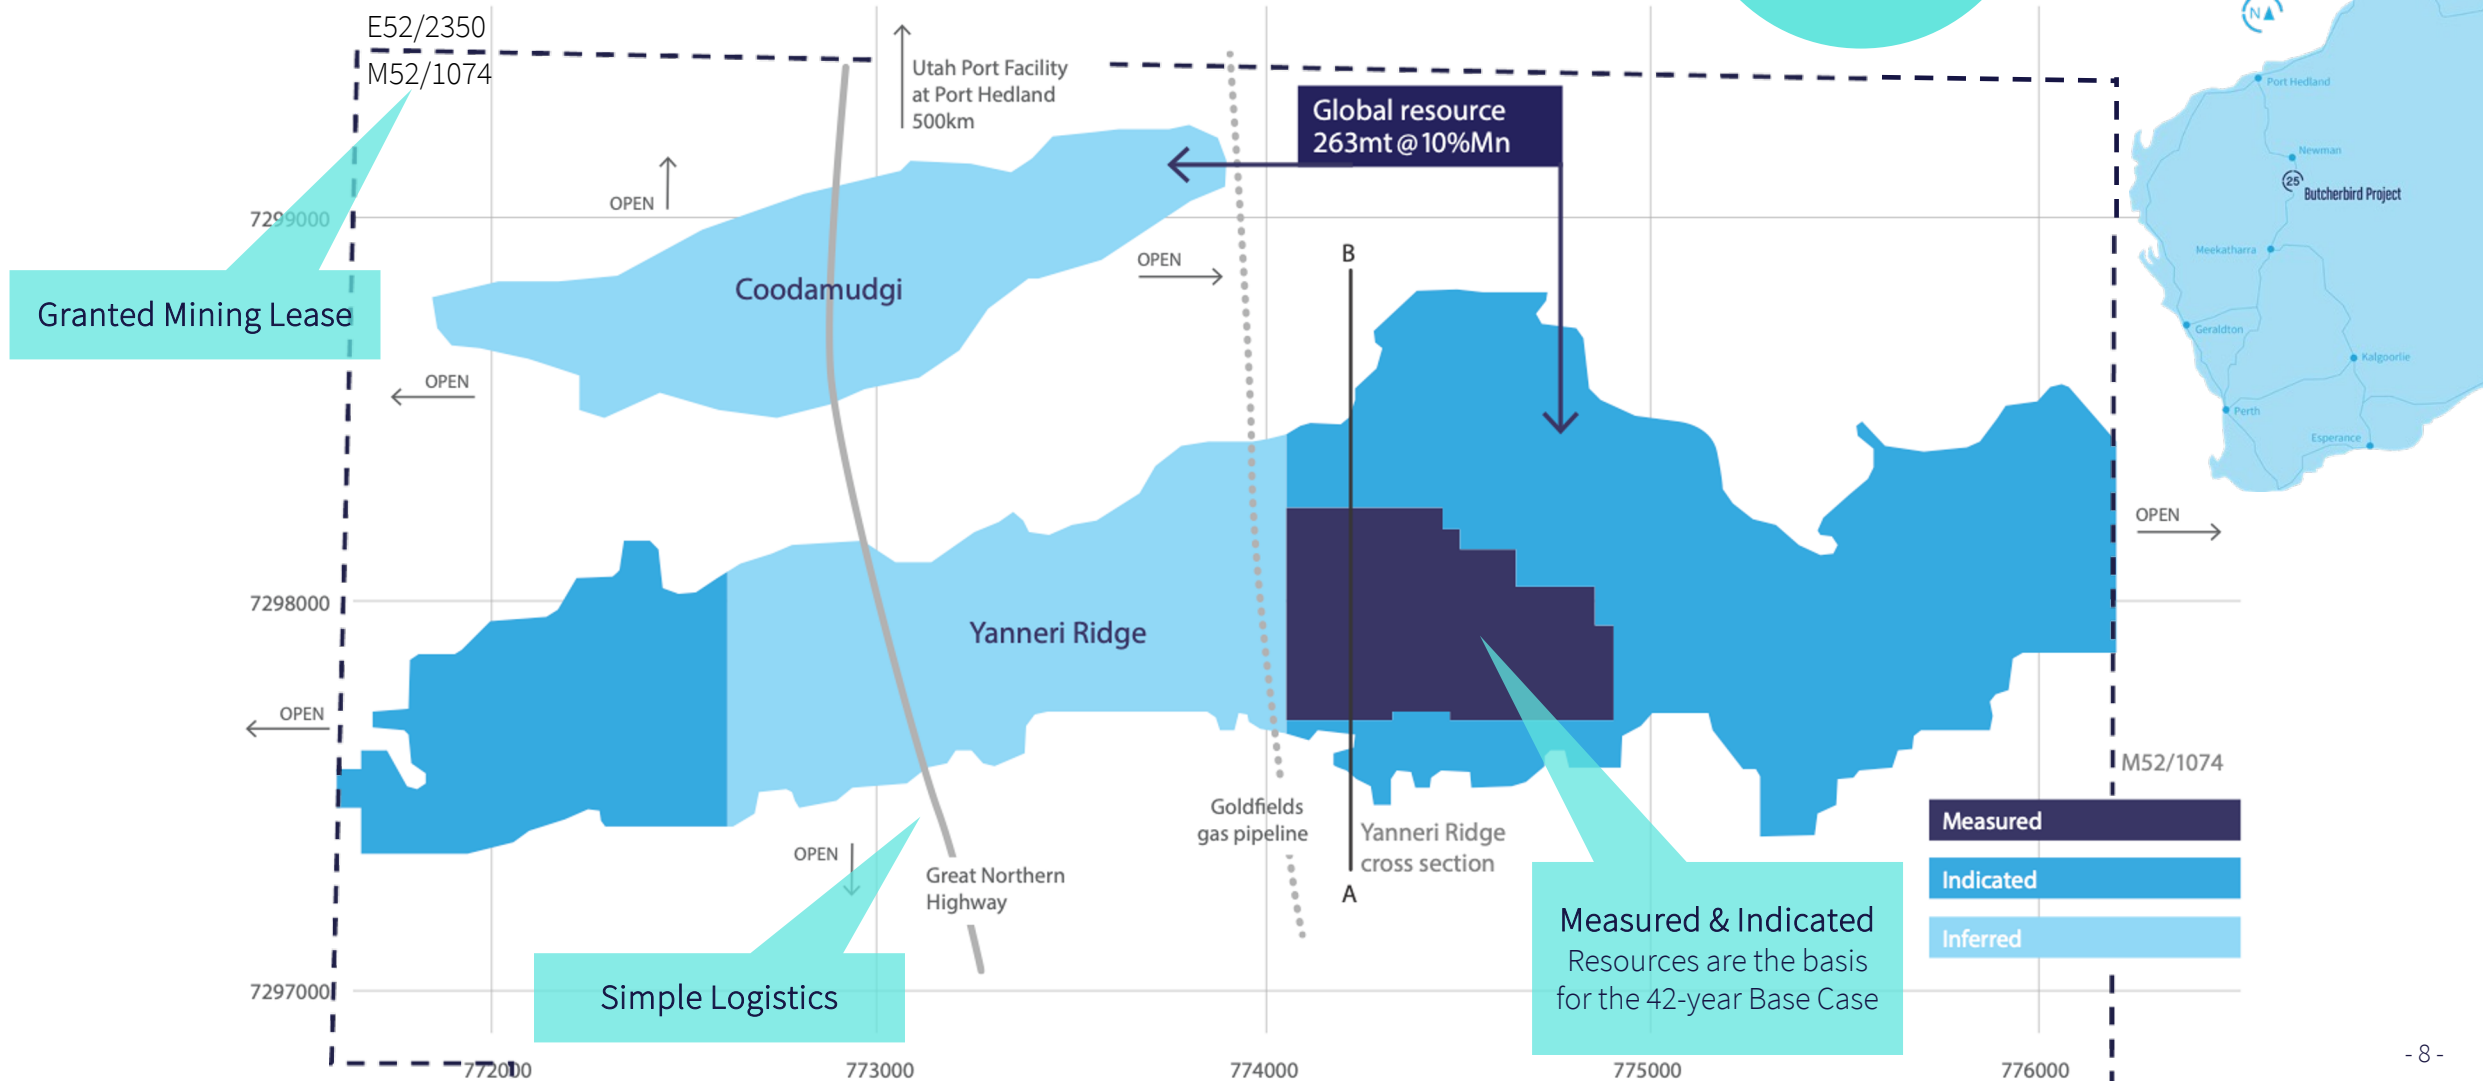 E52/2350
M52/1074
Utah Port Facility
at Port Hedland
500km
Global resource
263mt @ 10%Mn
N
Port Hedland
Newman
25
Butcherbird Project
Meekatharra
Geraldton
Kalgoorlie
Perth
Esperance
OPEN
7299000
Granted Mining Lease
Coodamudgi
OPEN
B
OPEN
OPEN
7298000
Yanneri Ridge
OPEN
M52/1074
Goldfields
gas pipeline
Yanneri Ridge
cross section
A
OPEN
Great Northern
Highway
Measured
Indicated
Inferred
Measured & Indicated
Resources are the basis
for the 42-year Base Case
Simple Logistics
7297000
772000
773000
774000
775000
776000
- 8 -